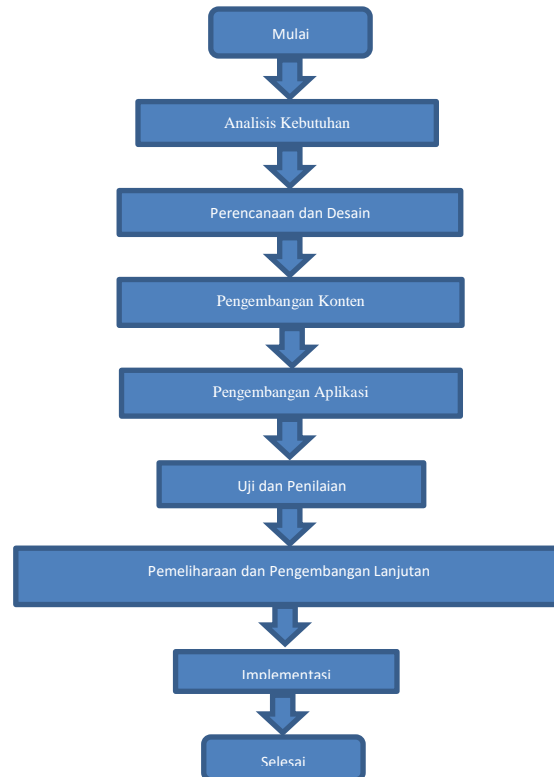 Mulai
Analisis Kebutuhan
Perencanaan dan Desain
Pengembangan Konten
Pengembangan Aplikasi
Uji dan Penilaian
Pemeliharaan dan Pengembangan Lanjutan
Implementasi
Selesai